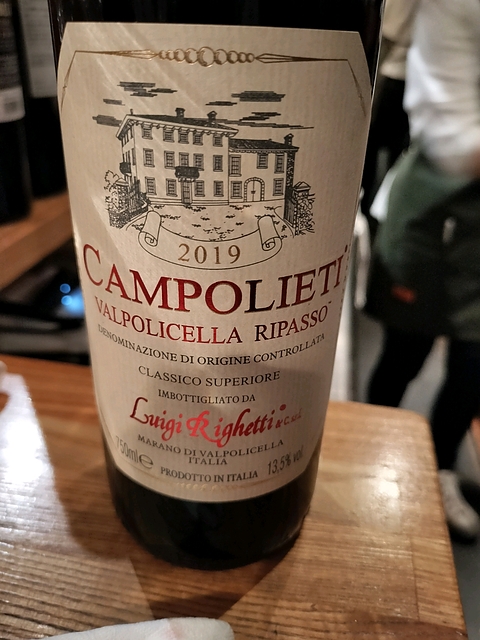 2019
CAMPOLIETI®
VALPOLICELLA RIPASSO
DENOMINAZIONE DI ORIGINE CONTROLLATA
CLASSICO SUPERIORE
IMBOTTIGLIATO DA
Luigi Righetti®
MARANO DI VALPOLICELLA
ITALIA
750ml℮ PRODOTTO IN ITALIA 13.5% vol